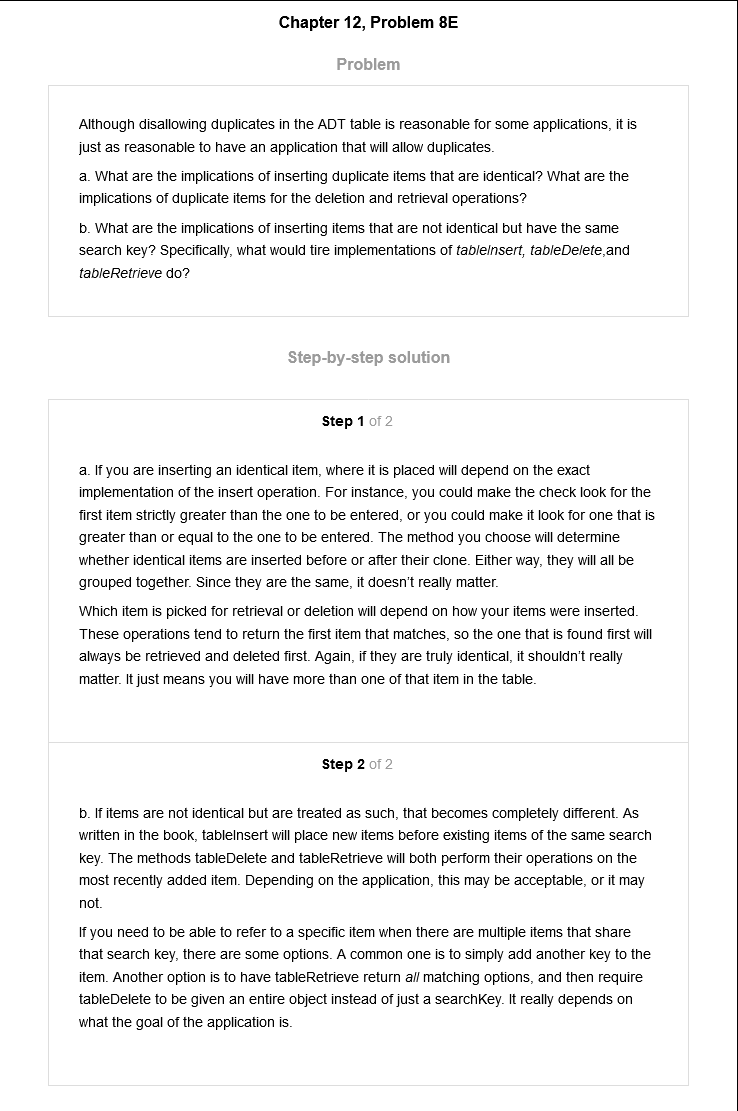 Chapter 12, Problem 8E
Problem
Although disallowing duplicates in the ADT table is reasonable for some applications, it is
just as reasonable to have an application that will allow duplicates.
a. What are the implications of inserting duplicate items that are identical? What are the
implications of duplicate items for the deletion and retrieval operations?
b. What are the implications of inserting items that are not identical but have the same
search key? Specifically, what would tire implementations of tableInsert, tableDelete,and
tableRetrieve do?
Step-by-step solution
Step 1 of 2
a. If you are inserting an identical item, where it is placed will depend on the exact
implementation of the insert operation. For instance, you could make the check look for the
first item strictly greater than the one to be entered, or you could make it look for one that is
greater than or equal to the one to be entered. The method you choose will determine
whether identical items are inserted before or after their clone. Either way, they will all be
grouped together. Since they are the same, it doesn't really matter.
Which item is picked for retrieval or deletion will depend on how your items were inserted.
These operations tend to return the first item that matches, so the one that is found first will
always be retrieved and deleted first. Again, if they are truly identical, it shouldn't really
matter. It just means you will have more than one of that item in the table.
Step 2 of 2
b. If items are not identical but are treated as such, that becomes completely different. As
written in the book, tableInsert will place new items before existing items of the same search
key. The methods tableDelete and tableRetrieve will both perform their operations on the
most recently added item. Depending on the application, this may be acceptable, or it may
not.
If you need to be able to refer to a specific item when there are multiple items that share
that search key, there are some options. A common one is to simply add another key to the
item. Another option is to have tableRetrieve return all matching options, and then require
tableDelete to be given an entire object instead of just a searchKey. It really depends on
what the goal of the application is.